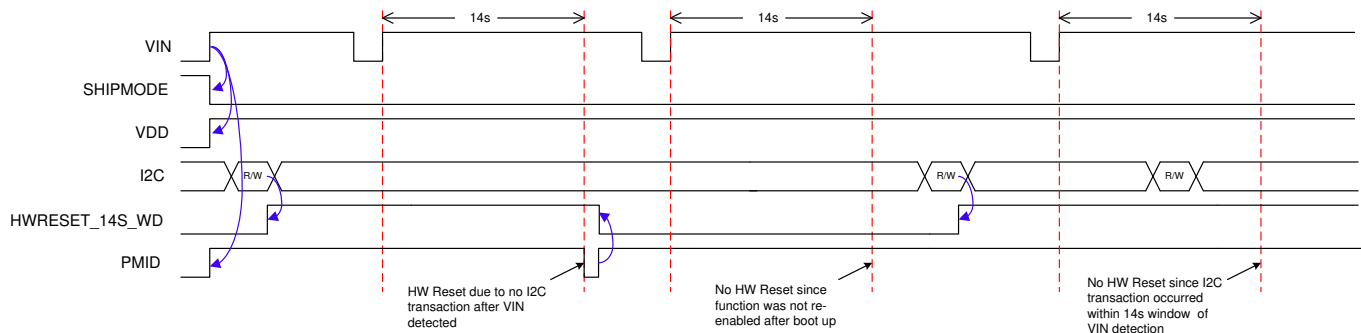 14s
14s
14s
VIN
SHIPMODE
VDD
I2C
R/W
R/W
R/W
HWRESET_14S_WD
PMID
HW Reset due to no I2C
transaction after VIN
detected
No HW Reset since
function was not re-
enabled after boot up
No HW Reset since I2C
transaction occurred
within 14s window of
VIN detection